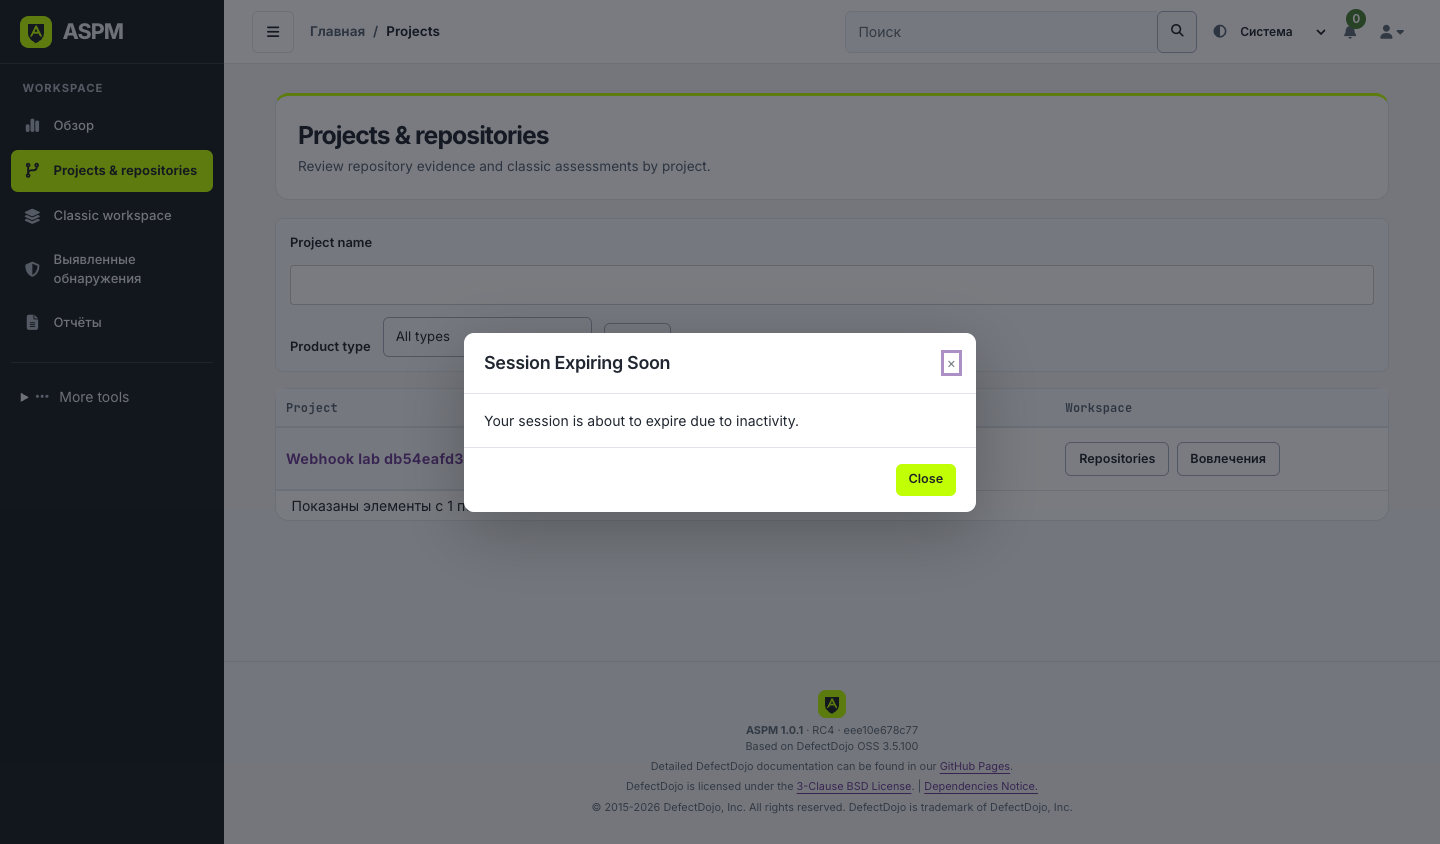 ASPM
Главная / Projects
Поиск
Система
0
WORKSPACE
Обзор
Projects & repositories
Classic workspace
Выявленные
обнаружения
Отчёты
More tools
Projects & repositories
Review repository evidence and classic assessments by project.
Project name
Product type
All types
Session Expiring Soon
×
Your session is about to expire due to inactivity.
Close
Project
Workspace
Webhook lab db54eafd3
Repositories
Вовлечения
Показаны элементы с 1
ASPM 1.0.1 · RC4 · eee10e678c77
Based on DefectDojo OSS 3.5.100
Detailed DefectDojo documentation can be found in our GitHub Pages.
DefectDojo is licensed under the 3-Clause BSD License. | Dependencies Notice.
© 2015-2026 DefectDojo, Inc. All rights reserved. DefectDojo is trademark of DefectDojo, Inc.